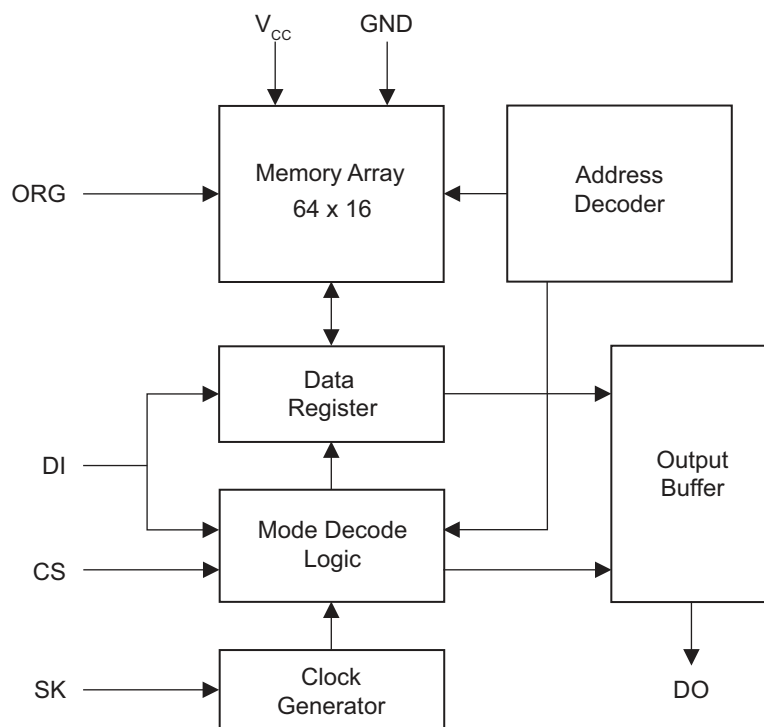 V_CC GND
Memory Array
64 x 16
Address
Decoder
ORG
Data
Register
DI
Output
Buffer
Mode Decode
Logic
CS
Clock
Generator
SK
DO